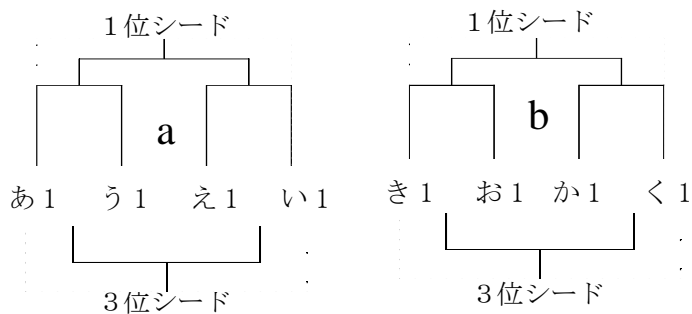 １位シード
１位シード
a
b
あ１ う１ え１ い１
き１ お１ か１ く１
３位シード
３位シード